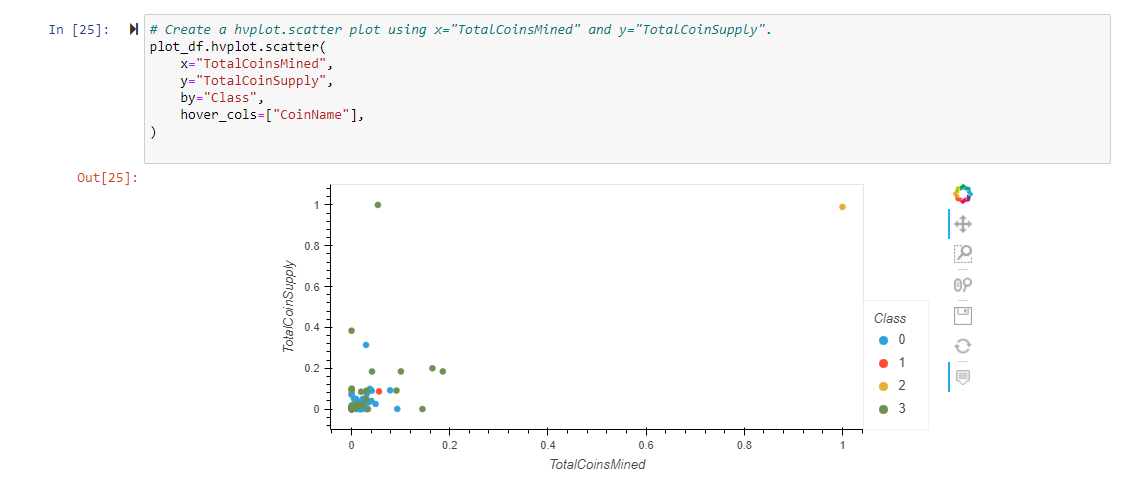 In [25]:
# Create a hvplot.scatter plot using x="TotalCoinsMined" and y="TotalCoinSupply".
plot_df.hvplot.scatter(
    x="TotalCoinsMined",
    y="TotalCoinSupply",
    by="Class",
    hover_cols=["CoinName"],
)
Out[25]:
TotalCoinSupply
1
0.8
0.6
0.4
0.2
0
0 0.2 0.4 0.6 0.8 1
TotalCoinsMined
Class
0
1
2
3